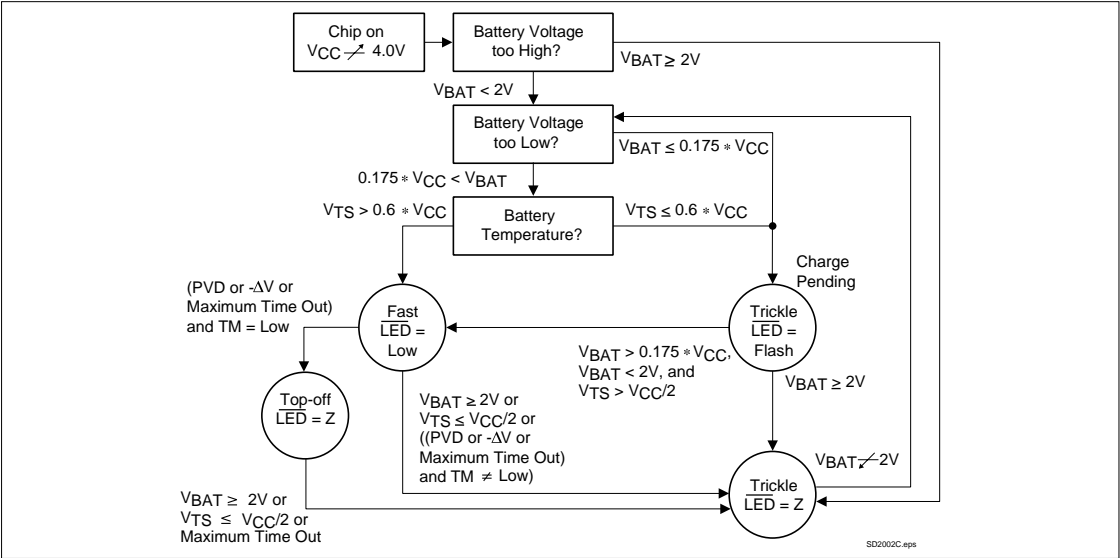 Chip on
VCC ↗ 4.0V
Battery Voltage
too High?
VBAT ≥ 2V
VBAT < 2V
Battery Voltage
too Low?
VBAT ≤ 0.175 ∗ VCC
0.175 ∗ VCC < VBAT
VTS > 0.6 ∗ VCC
Battery
Temperature?
VTS ≤ 0.6 ∗ VCC
Charge
Pending
(PVD or -ΔV or
Maximum Time Out)
and TM = Low
Fast
L̅E̅D̅ =
Low
Trickle
L̅E̅D̅ =
Flash
VBAT > 0.175 ∗ VCC,
VBAT < 2V, and
VTS > VCC/2
VBAT ≥ 2V
Top-off
L̅E̅D̅ = Z
VBAT ≥ 2V or
VTS ≤ VCC/2 or
((PVD or -ΔV or
Maximum Time Out)
and TM ≠ Low)
VBAT ↙ 2V
Trickle
L̅E̅D̅ = Z
VBAT ≥ 2V or
VTS ≤ VCC/2 or
Maximum Time Out
SD2002C.eps